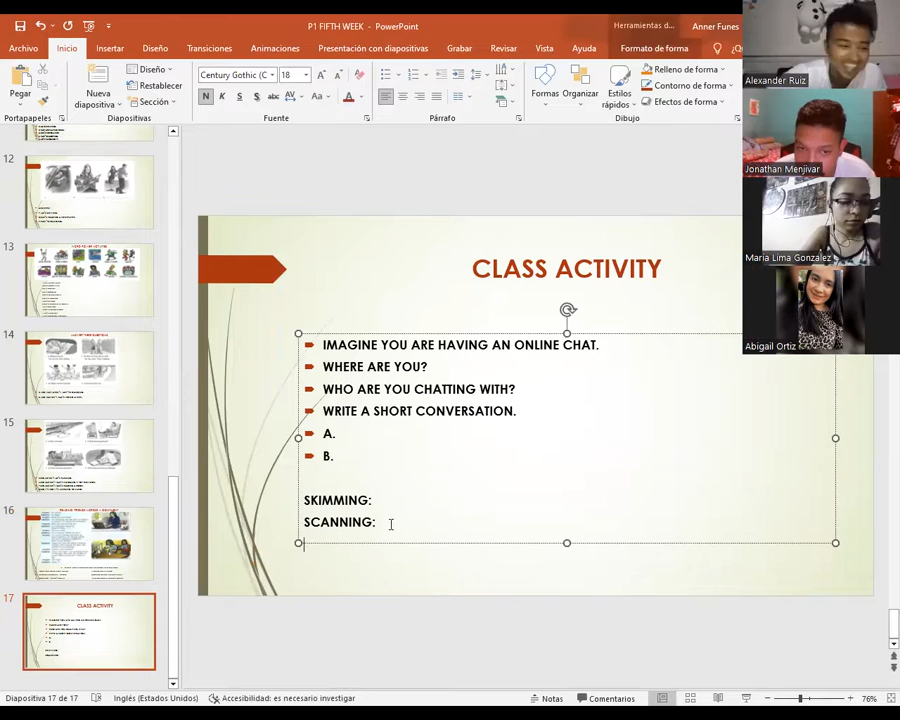 P1 FIFTH WEEK - PowerPoint
Herramientas d...
Anner Funes
Archivo Inicio Insertar Diseño Transiciones Animaciones Presentación con diapositivas Grabar Revisar Vista Ayuda Formato de forma
Pegar
Portapapeles
Nueva diapositiva
Diseño
Restablecer
Sección
Diapositivas
Century Gothic (C 18
N K S S abc AV Aa A A A A
Fuente
Párrafo
Formas
Organizar
Estilos rápidos
Relleno de forma
Contorno de forma
Efectos de forma
Dibujo
Alexander Ruiz
Jonathan Menjivar
Maria Lima Gonzalez
Abigail Ortiz
12
13
14
15
16
17
CLASS ACTIVITY
CLASS ACTIVITY
IMAGINE YOU ARE HAVING AN ONLINE CHAT.
WHERE ARE YOU?
WHO ARE YOU CHATTING WITH?
WRITE A SHORT CONVERSATION.
A.
B.
SKIMMING:
SCANNING:
Diapositiva 17 de 17
Inglés (Estados Unidos)
Accesibilidad: es necesario investigar
Notas
Comentarios
76%